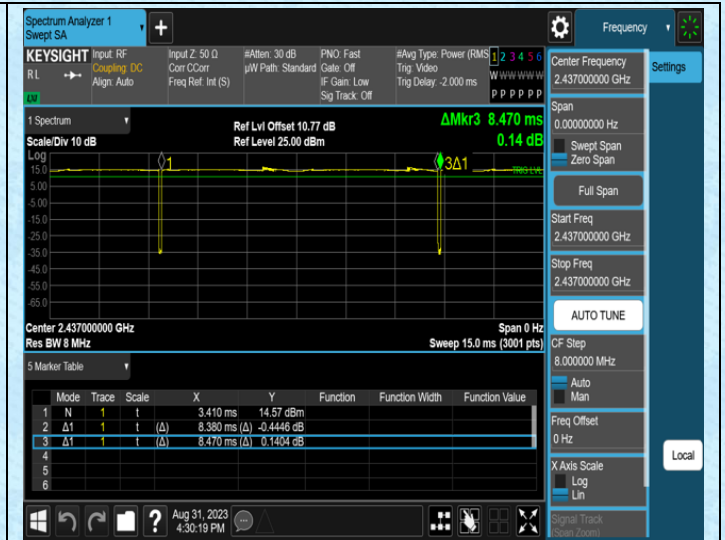 Spectrum Analyzer 1
Swept SA
Frequency
KEYSIGHT
RL
LXI
Input: RF
Coupling: DC
Align: Auto
Input Z: 50 Ω
Corr CCorr
Freq Ref: Int (S)
#Atten: 30 dB
µW Path: Standard
PNO: Fast
Gate: Off
IF Gain: Low
Sig Track: Off
#Avg Type: Power (RMS
Trig: Video
Trig Delay: -2.000 ms
1 2 3 4 5 6
W W W W W W
P P P P P P
1 Spectrum
Scale/Div 10 dB
Ref Lvl Offset 10.77 dB
Ref Level 25.00 dBm
ΔMkr3 8.470 ms
0.14 dB
Log
15.0
5.00
-5.00
-15.0
-25.0
-35.0
-45.0
-55.0
-65.0
1
3Δ1
TRIG LVL
Center 2.437000000 GHz
Res BW 8 MHz
Span 0 Hz
Sweep 15.0 ms (3001 pts)
5 Marker Table
Mode Trace Scale X Y Function Function Width Function Value
1 N 1 t 3.410 ms 14.57 dBm
2 Δ1 1 t (Δ) 8.380 ms (Δ) -0.4446 dB
3 Δ1 1 t (Δ) 8.470 ms (Δ) 0.1404 dB
4
5
6
?
Aug 31, 2023
4:30:19 PM
Center Frequency
2.437000000 GHz
Settings
Span
0.00000000 Hz
Swept Span
Zero Span
Full Span
Start Freq
2.437000000 GHz
Stop Freq
2.437000000 GHz
AUTO TUNE
CF Step
8.000000 MHz
Auto
Man
Freq Offset
0 Hz
X Axis Scale
Log
Lin
Local
Signal Track
(Span Zoom)